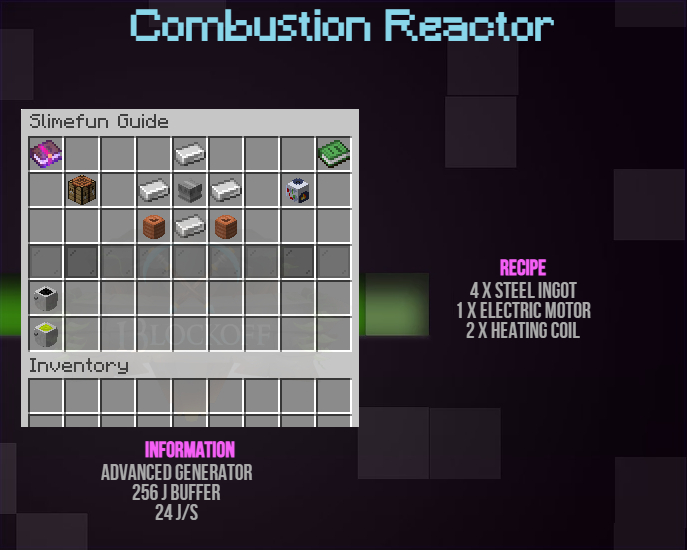 Combustion Reactor
Slimefun Guide
BLOCKOFF
Inventory
RECIPE
4 X STEEL INGOT
1 X ELECTRIC MOTOR
2 X HEATING COIL
INFORMATION
ADVANCED GENERATOR
256 J BUFFER
24 J/S